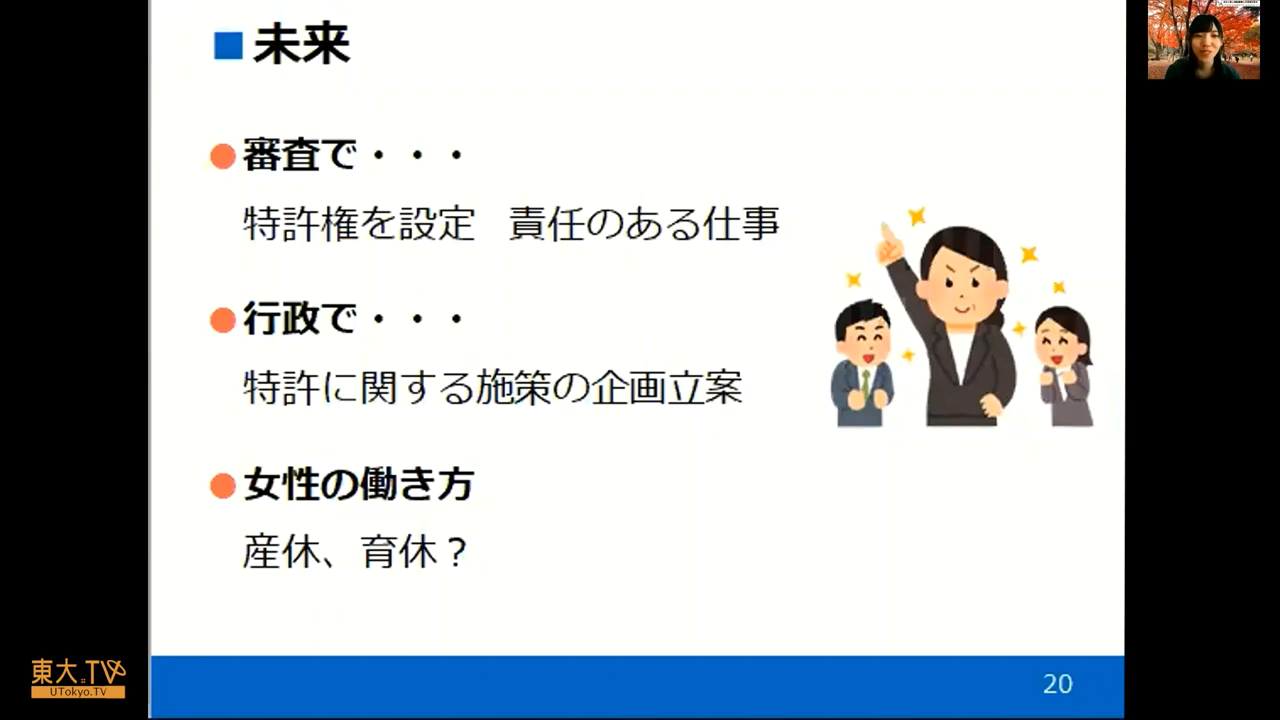 未来
審査で・・・
特許権を設定 責任のある仕事
行政で・・・
特許に関する施策の企画立案
女性の働き方
産休、育休？
20
東大.TV
UTokyo.TV